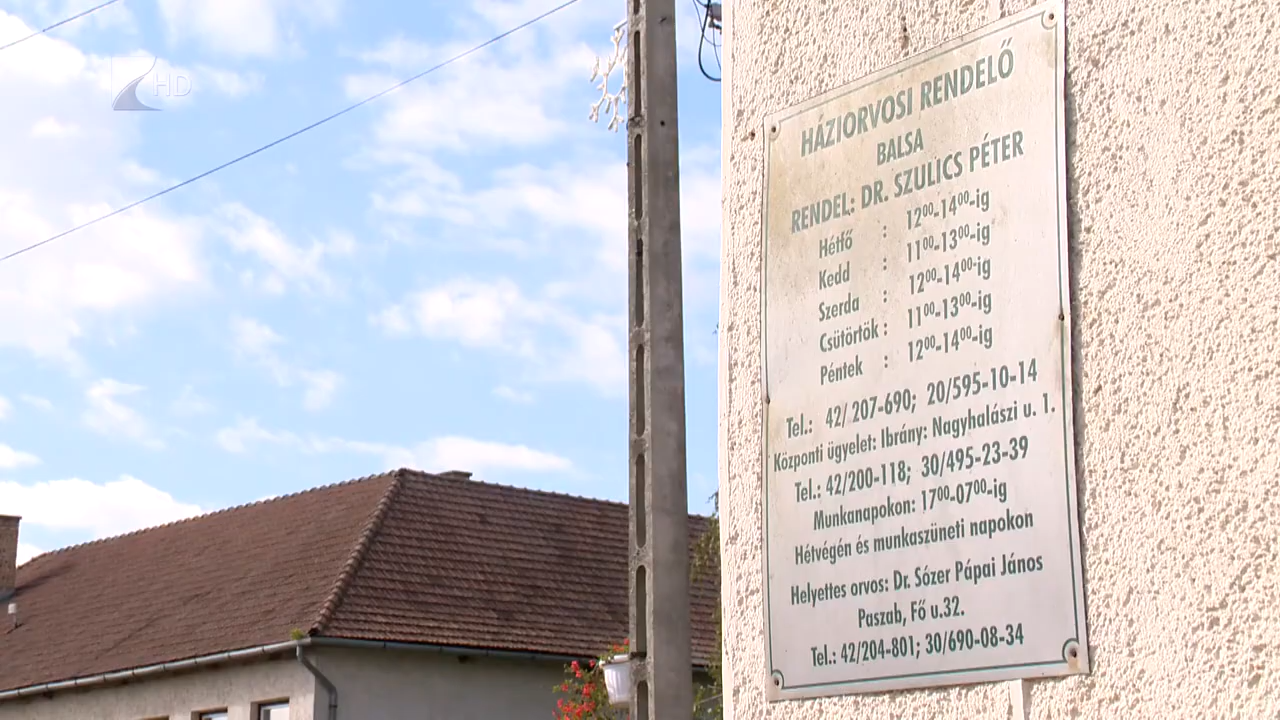 HD
HÁZIORVOSI RENDELŐ
BALSA
RENDEL: DR. SZULICS PÉTER
Hétfő : 12⁰⁰-14⁰⁰-ig
Kedd : 11⁰⁰-13⁰⁰-ig
Szerda : 12⁰⁰-14⁰⁰-ig
Csütörtök : 11⁰⁰-13⁰⁰-ig
Péntek : 12⁰⁰-14⁰⁰-ig
Tel.: 42/ 207-690; 20/595-10-14
Központi ügyelet: Ibrány: Nagyhalászi u. 1.
Tel.: 42/200-118; 30/495-23-39
Munkanapokon: 17⁰⁰-07⁰⁰-ig
Hétvégén és munkaszüneti napokon
Helyettes orvos: Dr. Sózer Pápai János
Paszab, Fő u.32.
Tel.: 42/204-801; 30/690-08-34